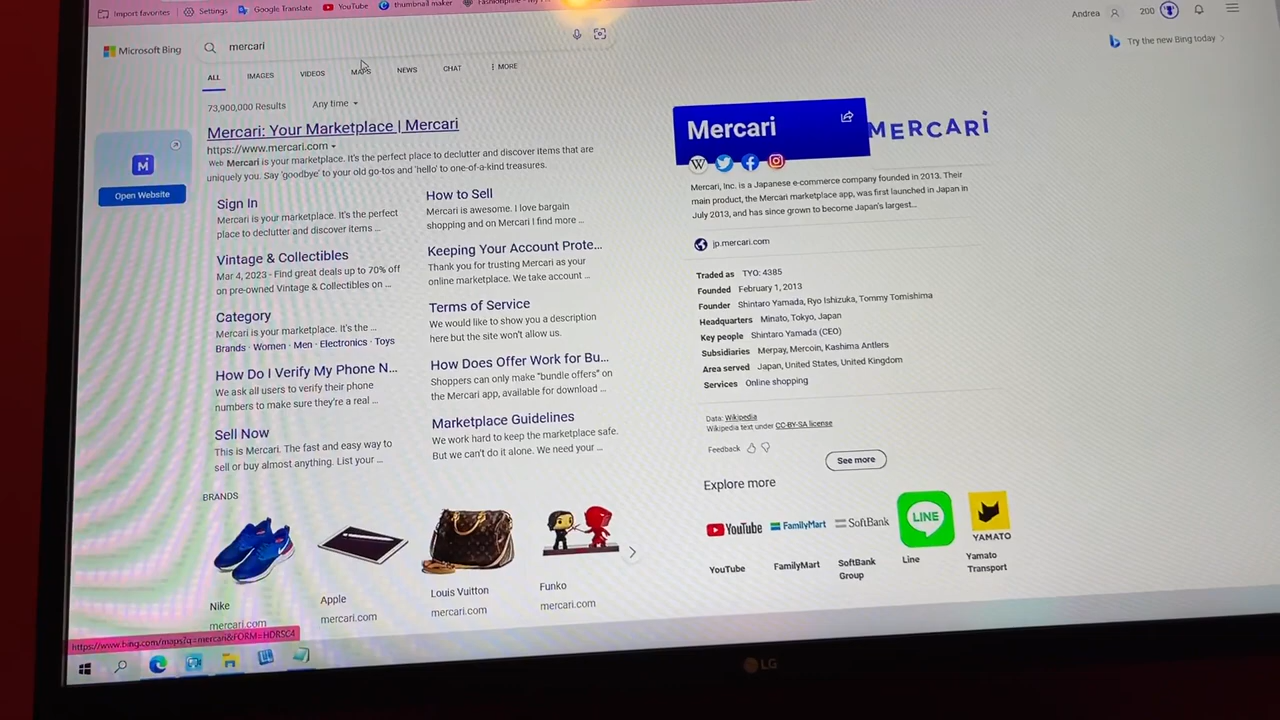 Import favorites
Settings
Google Translate
YouTube
thumbnail maker
Microsoft Bing
mercari
Andrea
200
Try the new Bing today
ALL
IMAGES
VIDEOS
MAPS
NEWS
CHAT
MORE
73,900,000 Results
Any time
Mercari: Your Marketplace | Mercari
https://www.mercari.com
Web Mercari is your marketplace. It's the perfect place to declutter and discover items that are
uniquely you. Say 'goodbye' to your old go-tos and 'hello' to one-of-a-kind treasures.
M
Open Website
Sign In
Mercari is your marketplace. It's the perfect
place to declutter and discover items ...
Vintage & Collectibles
Mar 4, 2023 - Find great deals up to 70% off
on pre-owned Vintage & Collectibles on ...
Category
Mercari is your marketplace. It's the ...
Brands · Women · Men · Electronics · Toys
How Do I Verify My Phone N...
We ask all users to verify their phone
numbers to make sure they're a real ...
Sell Now
This is Mercari. The fast and easy way to
sell or buy almost anything. List your ...
How to Sell
Mercari is awesome. I love bargain
shopping and on Mercari I find more ...
Keeping Your Account Prote...
Thank you for trusting Mercari as your
online marketplace. We take account ...
Terms of Service
We would like to show you a description
here but the site won't allow us.
How Does Offer Work for Bu...
Shoppers can only make "bundle offers" on
the Mercari app, available for download ...
Marketplace Guidelines
We work hard to keep the marketplace safe.
But we can't do it alone. We need your ...
BRANDS
Nike
mercari.com
Apple
mercari.com
Louis Vuitton
mercari.com
Funko
mercari.com
Mercari
MERCARI
W
Mercari, Inc. is a Japanese e-commerce company founded in 2013. Their
main product, the Mercari marketplace app, was first launched in Japan in
July 2013, and has since grown to become Japan's largest...
jp.mercari.com
Traded as TYO: 4385
Founded February 1, 2013
Founder Shintaro Yamada, Ryo Ishizuka, Tommy Tomishima
Headquarters Minato, Tokyo, Japan
Key people Shintaro Yamada (CEO)
Subsidiaries Merpay, Mercoin, Kashima Antlers
Area served Japan, United States, United Kingdom
Services Online shopping
Data: Wikipedia
Wikipedia text under CC-BY-SA license
Feedback
See more
Explore more
YouTube
FamilyMart
SoftBank
LINE
YAMATO
YouTube
FamilyMart
SoftBank
Group
Line
Yamato
Transport
https://www.bing.com/maps?q=mercari&FORM=HDRSC4
LG